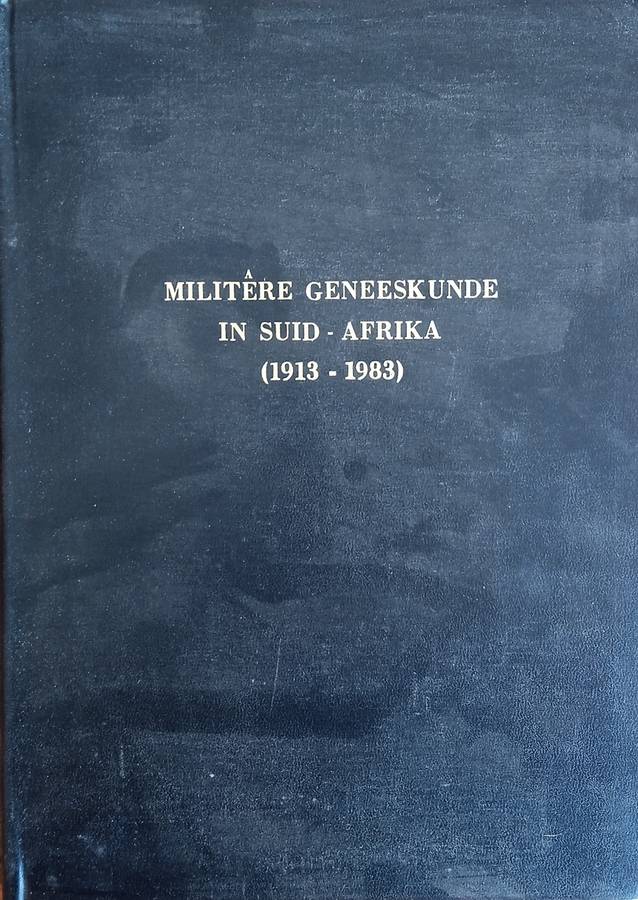 MILITÊRE GENEESKUNDE
IN SUID - AFRIKA
(1913 - 1983)